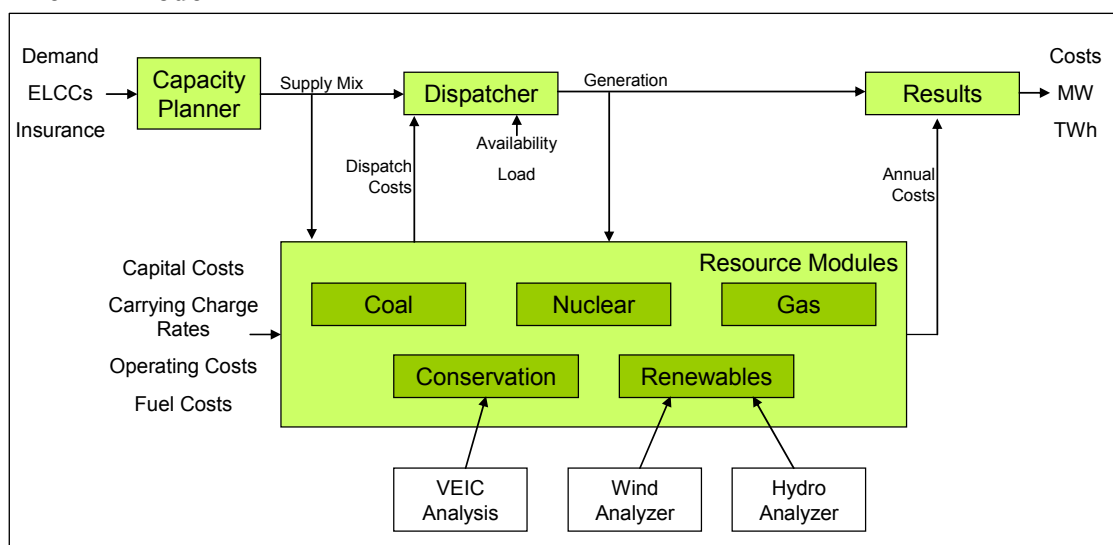 Demand
ELCCs
Insurance
Capacity
Planner
Supply Mix
Dispatcher
Generation
Results
Costs
MW
TWh
Availability
Load
Dispatch
Costs
Annual
Costs
Capital Costs
Carrying Charge
Rates
Operating Costs
Fuel Costs
Resource Modules
Coal
Nuclear
Gas
Conservation
Renewables
VEIC
Analysis
Wind
Analyzer
Hydro
Analyzer